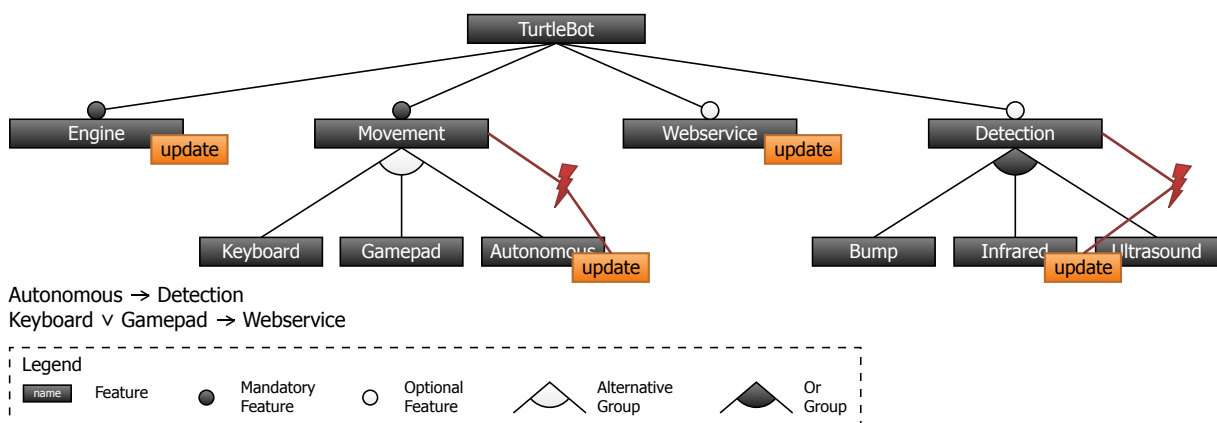 TurtleBot
Engine
update
Movement
Webservice
update
Detection
Keyboard
Gamepad
Autonomous
update
Bump
Infrared
update
Ultrasound
Autonomous → Detection
Keyboard ∨ Gamepad → Webservice
Legend
name
Feature
Mandatory
Feature
Optional
Feature
Alternative
Group
Or
Group